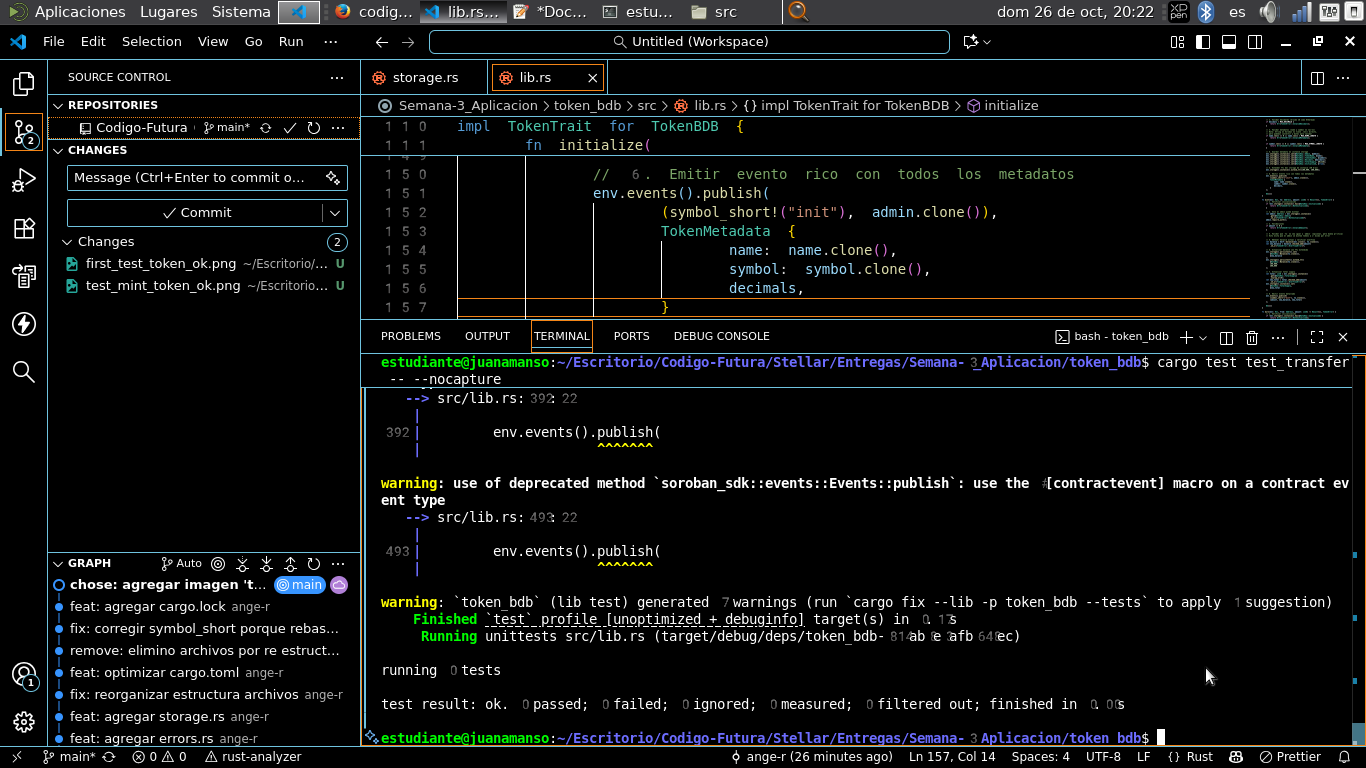 Aplicaciones Lugares Sistema codig... lib.rs... *Doc... estu... src dom 26 de oct, 20:22 XD pen es
File Edit Selection View Go Run ··· Untitled (Workspace)
SOURCE CONTROL ···
REPOSITORIES
Codigo-Futura main* ···
CHANGES
Message (Ctrl+Enter to commit o...
Commit
Changes 2
first_test_token_ok.png ~/Escritorio/... U
test_mint_token_ok.png ~/Escritorio... U
GRAPH Auto ···
chose: agregar imagen 't... main
feat: agregar cargo.lock ange-r
fix: corregir symbol_short porque rebas...
remove: elimino archivos por re estruct...
feat: optimizar cargo.toml ange-r
fix: reorganizar estructura archivos ange-r
feat: agregar storage.rs ange-r
feat: agregar errors.rs ange-r
2
1
storage.rs lib.rs ···
Semana-3_Aplicacion > token_bdb > src > lib.rs > {} impl TokenTrait for TokenBDB > initialize
110 impl TokenTrait for TokenBDB {
111 fn initialize(
149
150 // 6. Emitir evento rico con todos los metadatos
151 env.events().publish(
152 (symbol_short!("init"), admin.clone()),
153 TokenMetadata {
154 name: name.clone(),
155 symbol: symbol.clone(),
156 decimals,
157 }
PROBLEMS OUTPUT TERMINAL PORTS DEBUG CONSOLE bash - token_bdb ···
estudiante@juanamanso:~/Escritorio/Codigo-Futura/Stellar/Entregas/Semana-3_Aplicacion/token_bdb$ cargo test test_transfer
-- --nocapture
--> src/lib.rs:392:22
|
392 | env.events().publish(
| ^^^^^^^
warning: use of deprecated method `soroban_sdk::events::Events::publish`: use the #[contractevent] macro on a contract ev
ent type
--> src/lib.rs:493:22
|
493 | env.events().publish(
| ^^^^^^^
warning: `token_bdb` (lib test) generated 7 warnings (run `cargo fix --lib -p token_bdb --tests` to apply 1 suggestion)
Finished `test` profile [unoptimized + debuginfo] target(s) in 0.17s
Running unittests src/lib.rs (target/debug/deps/token_bdb-814ab8e2afb648ec)
running 0 tests
test result: ok. 0 passed; 0 failed; 0 ignored; 0 measured; 0 filtered out; finished in 0.00s
estudiante@juanamanso:~/Escritorio/Codigo-Futura/Stellar/Entregas/Semana-3_Aplicacion/token_bdb$
main* 0 0 rust-analyzer ange-r (26 minutes ago) Ln 157, Col 14 Spaces: 4 UTF-8 LF {} Rust Prettier